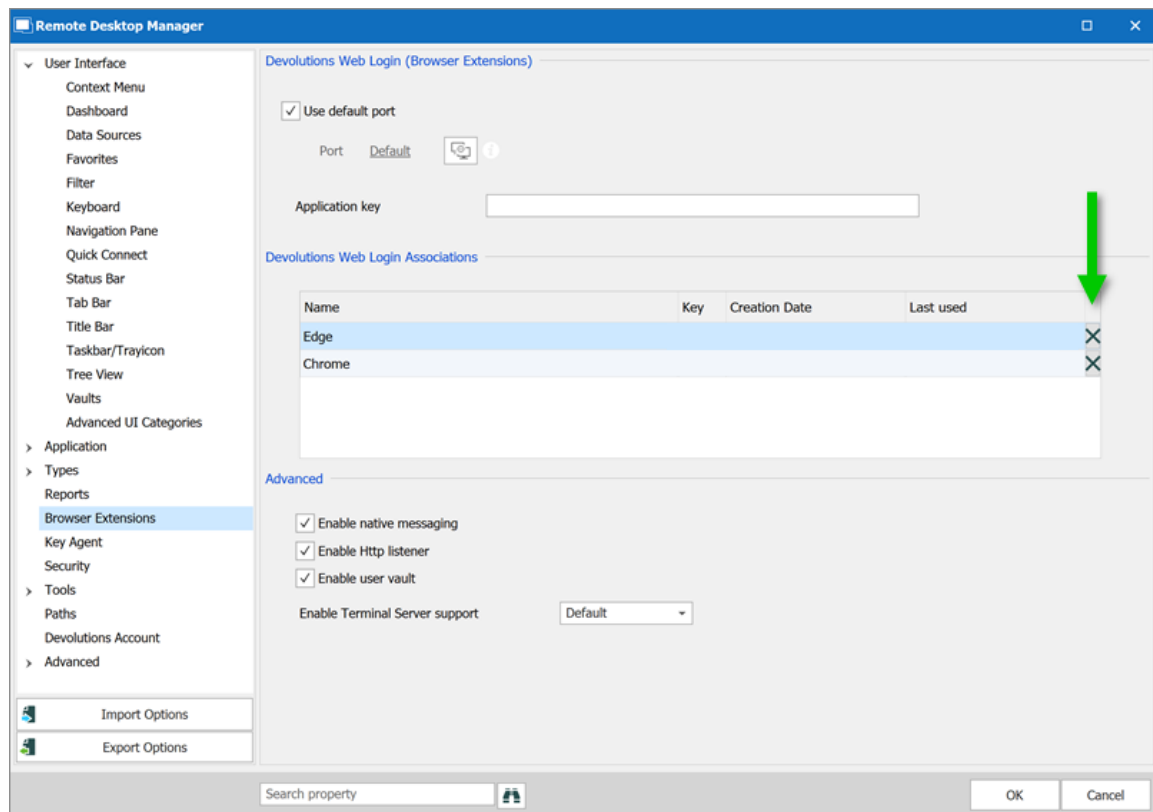 Remote Desktop Manager
User Interface
Context Menu
Dashboard
Data Sources
Favorites
Filter
Keyboard
Navigation Pane
Quick Connect
Status Bar
Tab Bar
Title Bar
Taskbar/Trayicon
Tree View
Vaults
Advanced UI Categories
Application
Types
Reports
Browser Extensions
Key Agent
Security
Tools
Paths
Devolutions Account
Advanced
Import Options
Export Options
Devolutions Web Login (Browser Extensions)
Use default port
Port Default
Application key
Devolutions Web Login Associations
Name Key Creation Date Last used
Edge
Chrome
Advanced
Enable native messaging
Enable Http listener
Enable user vault
Enable Terminal Server support Default
Search property
OK Cancel